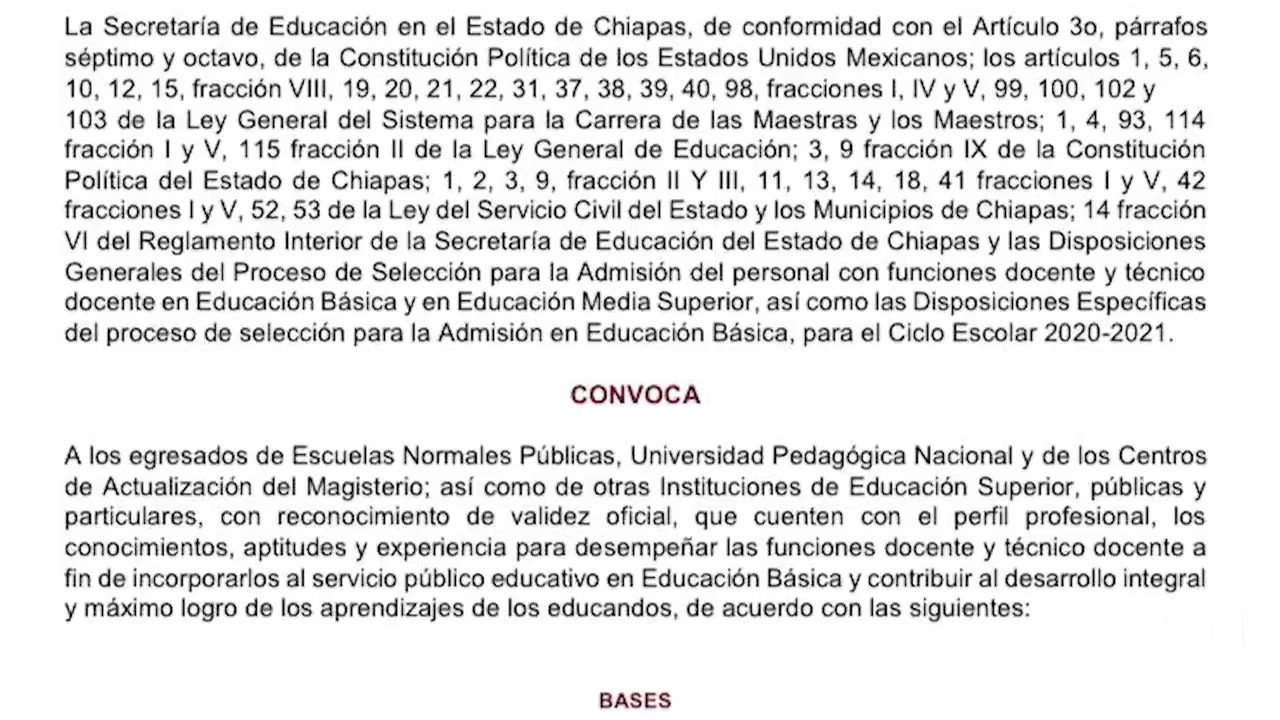 La Secretaría de Educación en el Estado de Chiapas, de conformidad con el Artículo 3o, párrafos
séptimo y octavo, de la Constitución Política de los Estados Unidos Mexicanos; los artículos 1, 5, 6,
10, 12, 15, fracción VIII, 19, 20, 21, 22, 31, 37, 38, 39, 40, 98, fracciones I, IV y V, 99, 100, 102 y
103 de la Ley General del Sistema para la Carrera de las Maestras y los Maestros; 1, 4, 93, 114
fracción I y V, 115 fracción II de la Ley General de Educación; 3, 9 fracción IX de la Constitución
Política del Estado de Chiapas; 1, 2, 3, 9, fracción II Y III, 11, 13, 14, 18, 41 fracciones I y V, 42
fracciones I y V, 52, 53 de la Ley del Servicio Civil del Estado y los Municipios de Chiapas; 14 fracción
VI del Reglamento Interior de la Secretaría de Educación del Estado de Chiapas y las Disposiciones
Generales del Proceso de Selección para la Admisión del personal con funciones docente y técnico
docente en Educación Básica y en Educación Media Superior, así como las Disposiciones Específicas
del proceso de selección para la Admisión en Educación Básica, para el Ciclo Escolar 2020-2021.
CONVOCA
A los egresados de Escuelas Normales Públicas, Universidad Pedagógica Nacional y de los Centros
de Actualización del Magisterio; así como de otras Instituciones de Educación Superior, públicas y
particulares, con reconocimiento de validez oficial, que cuenten con el perfil profesional, los
conocimientos, aptitudes y experiencia para desempeñar las funciones docente y técnico docente a
fin de incorporarlos al servicio público educativo en Educación Básica y contribuir al desarrollo integral
y máximo logro de los aprendizajes de los educandos, de acuerdo con las siguientes:
BASES